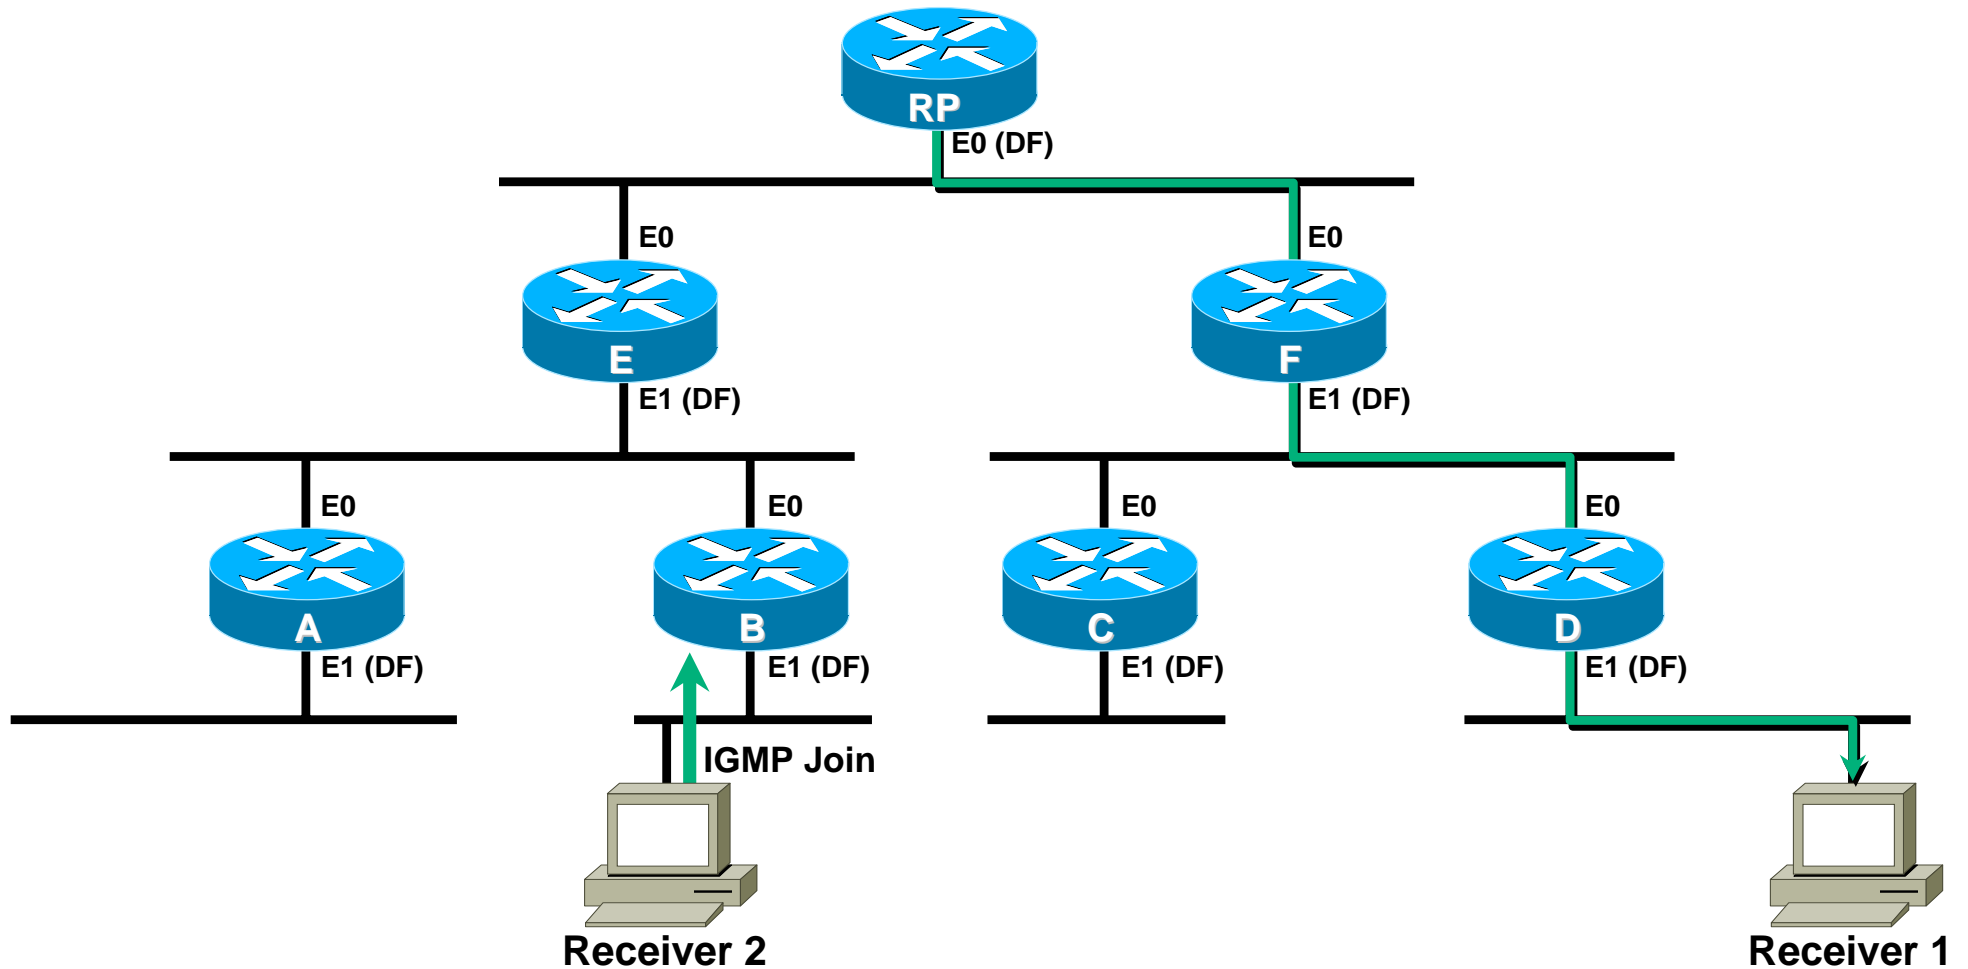 RP
E0 (DF)
E0
E0
E
F
E1 (DF)
E1 (DF)
E0
E0
E0
E0
A
B
C
D
E1 (DF)
E1 (DF)
E1 (DF)
E1 (DF)
IGMP Join
Receiver 2
Receiver 1